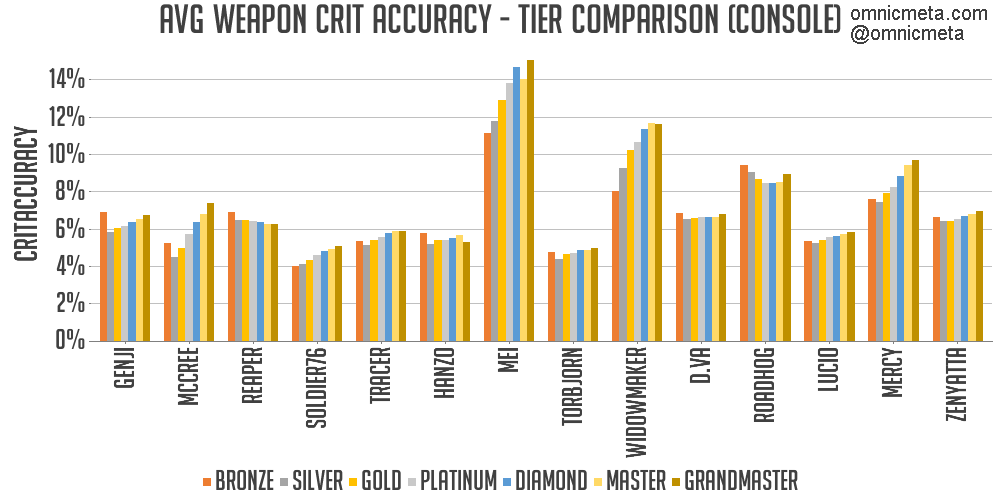 AVG WEAPON CRIT ACCURACY - TIER COMPARISON (CONSOLE)
omnicmeta.com
@omnicmeta
CRITACCURACY
14%
12%
10%
8%
6%
4%
2%
0%
GENJI
MCCREE
REAPER
SOLDIER76
TRACER
HANZO
MEI
TORBJORN
WIDOWMAKER
D.VA
ROADHOG
LUCIO
MERCY
ZENYATTA
BRONZE SILVER GOLD PLATINUM DIAMOND MASTER GRANDMASTER